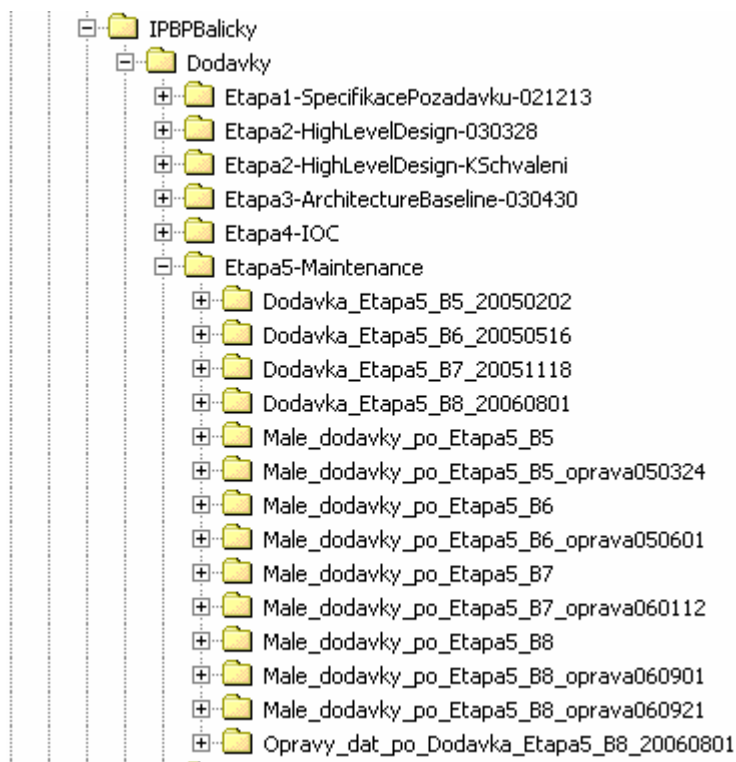 IPBPBalicky
Dodavky
Etapa1-SpecifikacePozadavku-021213
Etapa2-HighLevelDesign-030328
Etapa2-HighLevelDesign-KSchvaleni
Etapa3-ArchitectureBaseline-030430
Etapa4-IOC
Etapa5-Maintenance
Dodavka_Etapa5_B5_20050202
Dodavka_Etapa5_B6_20050516
Dodavka_Etapa5_B7_20051118
Dodavka_Etapa5_B8_20060801
Male_dodavky_po_Etapa5_B5
Male_dodavky_po_Etapa5_B5_oprava050324
Male_dodavky_po_Etapa5_B6
Male_dodavky_po_Etapa5_B6_oprava050601
Male_dodavky_po_Etapa5_B7
Male_dodavky_po_Etapa5_B7_oprava060112
Male_dodavky_po_Etapa5_B8
Male_dodavky_po_Etapa5_B8_oprava060901
Male_dodavky_po_Etapa5_B8_oprava060921
Opravy_dat_po_Dodavka_Etapa5_B8_20060801